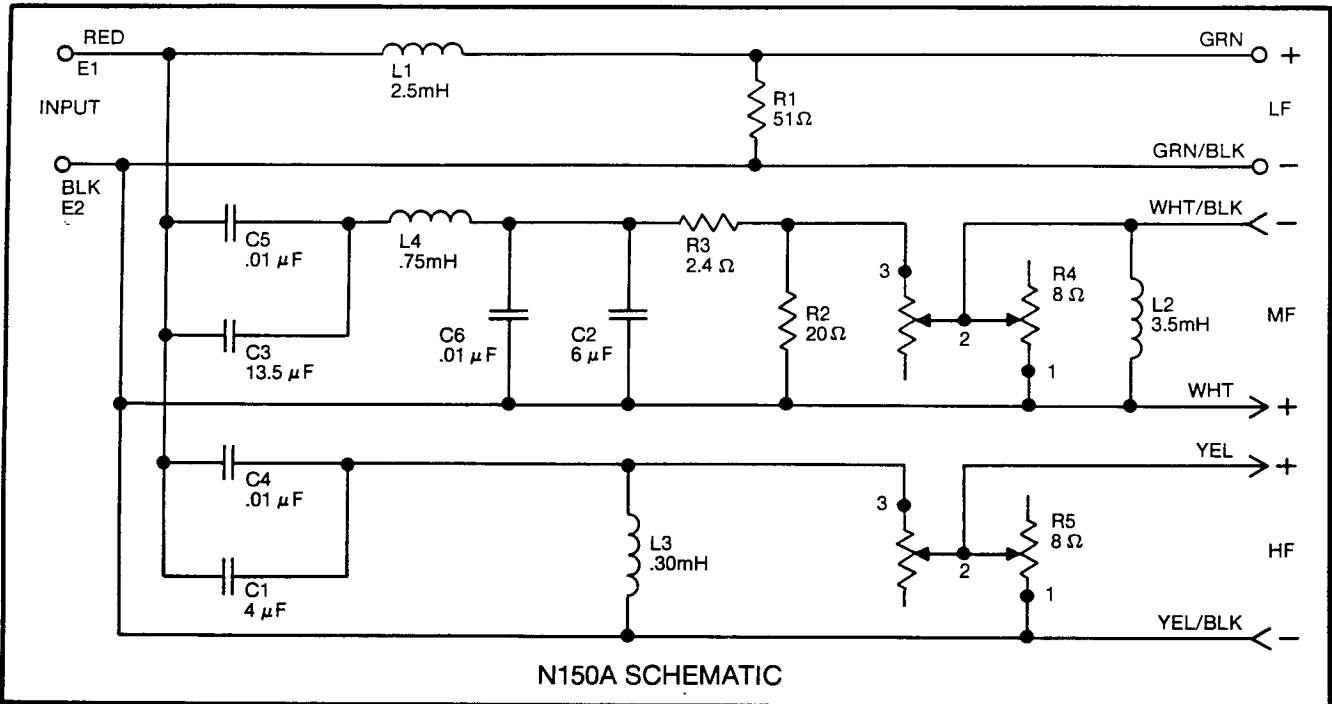 RED
E1
INPUT
BLK
E2
L1
2.5mH
R1
51Ω
GRN
+
LF
GRN/BLK
−
C5
.01 μF
C3
13.5 μF
L4
.75mH
C6
.01 μF
C2
6 μF
R3
2.4 Ω
R2
20Ω
3
2
R4
8 Ω
1
L2
3.5mH
WHT/BLK
−
MF
WHT
+
C4
.01 μF
C1
4 μF
L3
.30mH
3
2
R5
8 Ω
1
YEL
+
HF
YEL/BLK
−
N150A SCHEMATIC